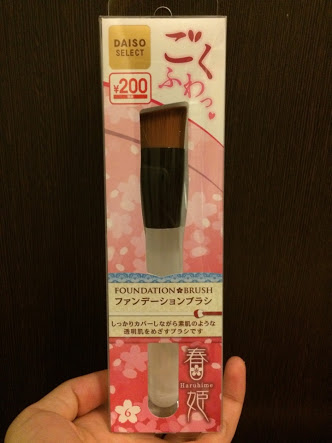 DAISO
SELECT
¥200
ごく
ふわっ
FOUNDATION✿BRUSH
ファンデーションブラシ
しっかりカバーしながら素肌のような
透明肌をめざすブラシです
春姫
Haruhime
6